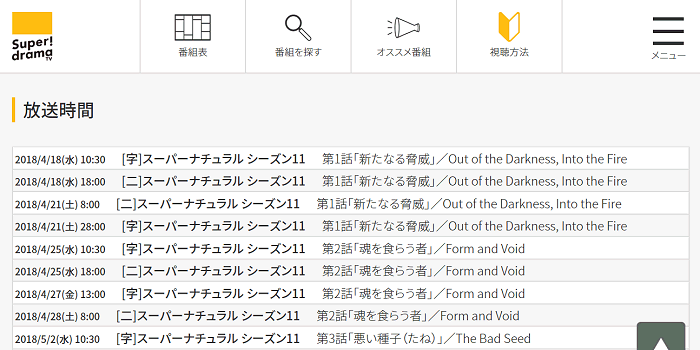 Super!
drama
TV
番組表
番組を探す
オススメ番組
視聴方法
メニュー
放送時間
2018/4/18(水) 10:30 [字]スーパーナチュラル シーズン11 第1話「新たなる脅威」／Out of the Darkness, Into the Fire
2018/4/18(水) 18:00 [二]スーパーナチュラル シーズン11 第1話「新たなる脅威」／Out of the Darkness, Into the Fire
2018/4/21(土) 8:00 [二]スーパーナチュラル シーズン11 第1話「新たなる脅威」／Out of the Darkness, Into the Fire
2018/4/21(土) 28:00 [字]スーパーナチュラル シーズン11 第1話「新たなる脅威」／Out of the Darkness, Into the Fire
2018/4/25(水) 10:30 [字]スーパーナチュラル シーズン11 第2話「魂を食らう者」／Form and Void
2018/4/25(水) 18:00 [二]スーパーナチュラル シーズン11 第2話「魂を食らう者」／Form and Void
2018/4/27(金) 13:00 [字]スーパーナチュラル シーズン11 第2話「魂を食らう者」／Form and Void
2018/4/28(土) 8:00 [二]スーパーナチュラル シーズン11 第2話「魂を食らう者」／Form and Void
2018/5/2(水) 10:30 [字]スーパーナチュラル シーズン11 第3話「悪い種子（たね）」／The Bad Seed